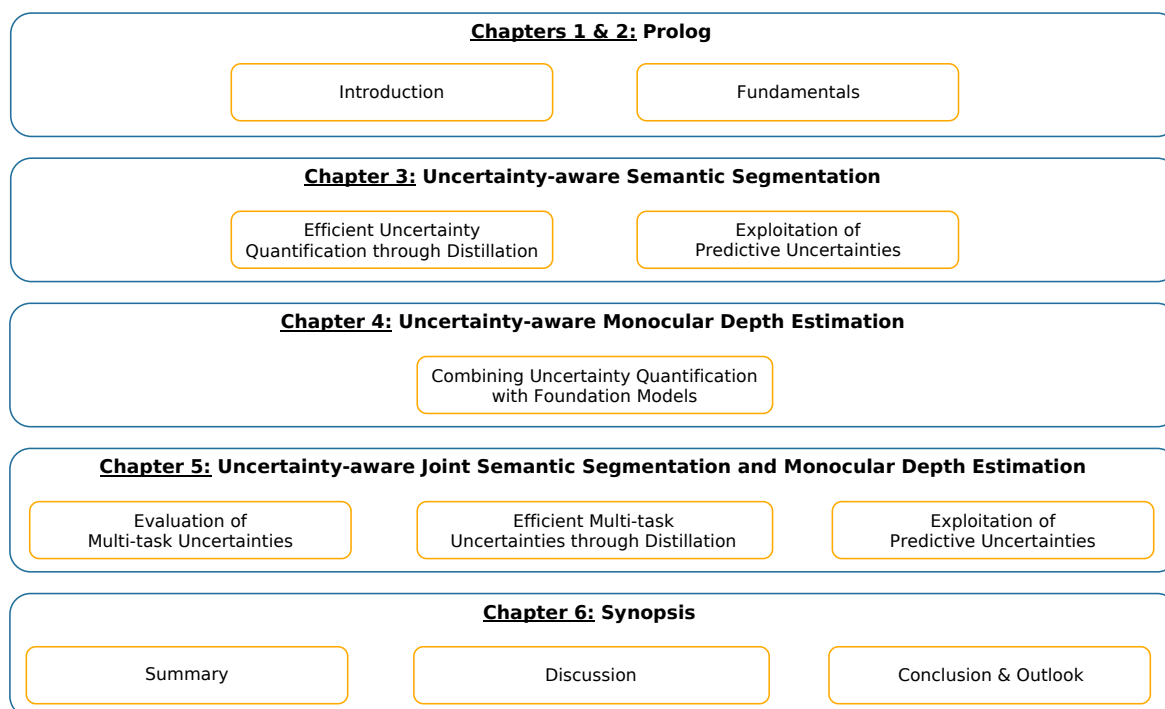 Chapters 1 & 2: Prolog
Introduction
Fundamentals
Chapter 3: Uncertainty-aware Semantic Segmentation
Efficient Uncertainty
Quantification through Distillation
Exploitation of
Predictive Uncertainties
Chapter 4: Uncertainty-aware Monocular Depth Estimation
Combining Uncertainty Quantification
with Foundation Models
Chapter 5: Uncertainty-aware Joint Semantic Segmentation and Monocular Depth Estimation
Evaluation of
Multi-task Uncertainties
Efficient Multi-task
Uncertainties through Distillation
Exploitation of
Predictive Uncertainties
Chapter 6: Synopsis
Summary
Discussion
Conclusion & Outlook